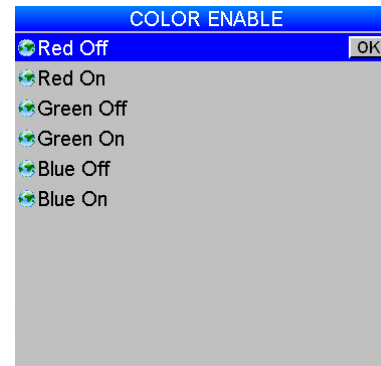 COLOR ENABLE
Red Off OK
Red On
Green Off
Green On
Blue Off
Blue On